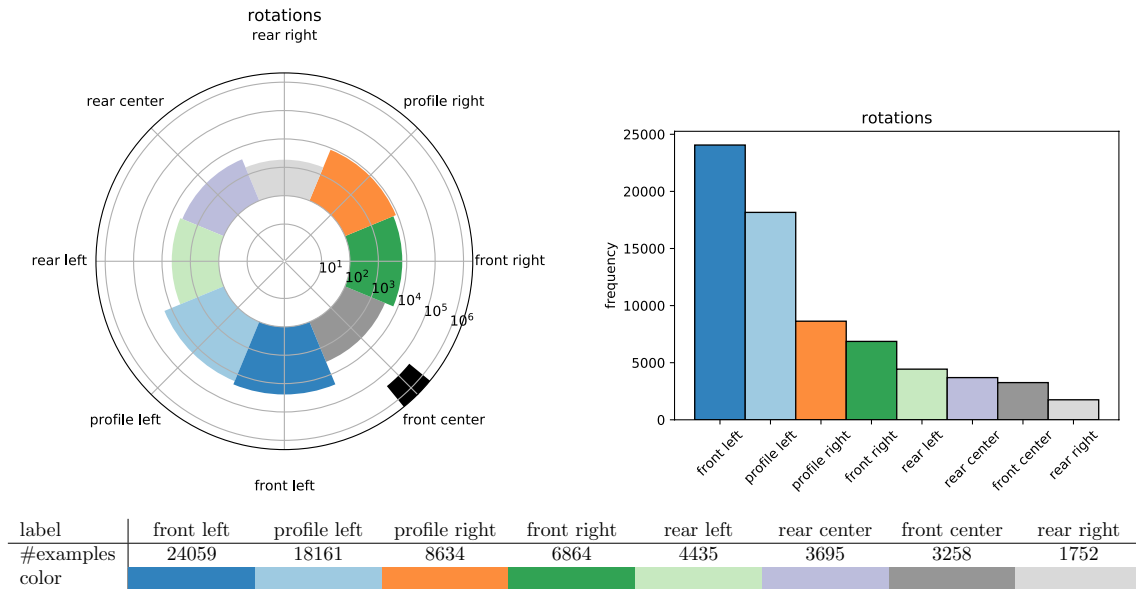 rotations
rear right
rear center
profile right
rear left
front right
10^1
10^2
10^3
10^4
10^5
10^6
profile left
front center
front left
rotations
25000
20000
15000
10000
5000
0
frequency
front left
profile left
profile right
front right
rear left
rear center
front center
rear right
label front left profile left profile right front right rear left rear center front center rear right
#examples 24059 18161 8634 6864 4435 3695 3258 1752
color